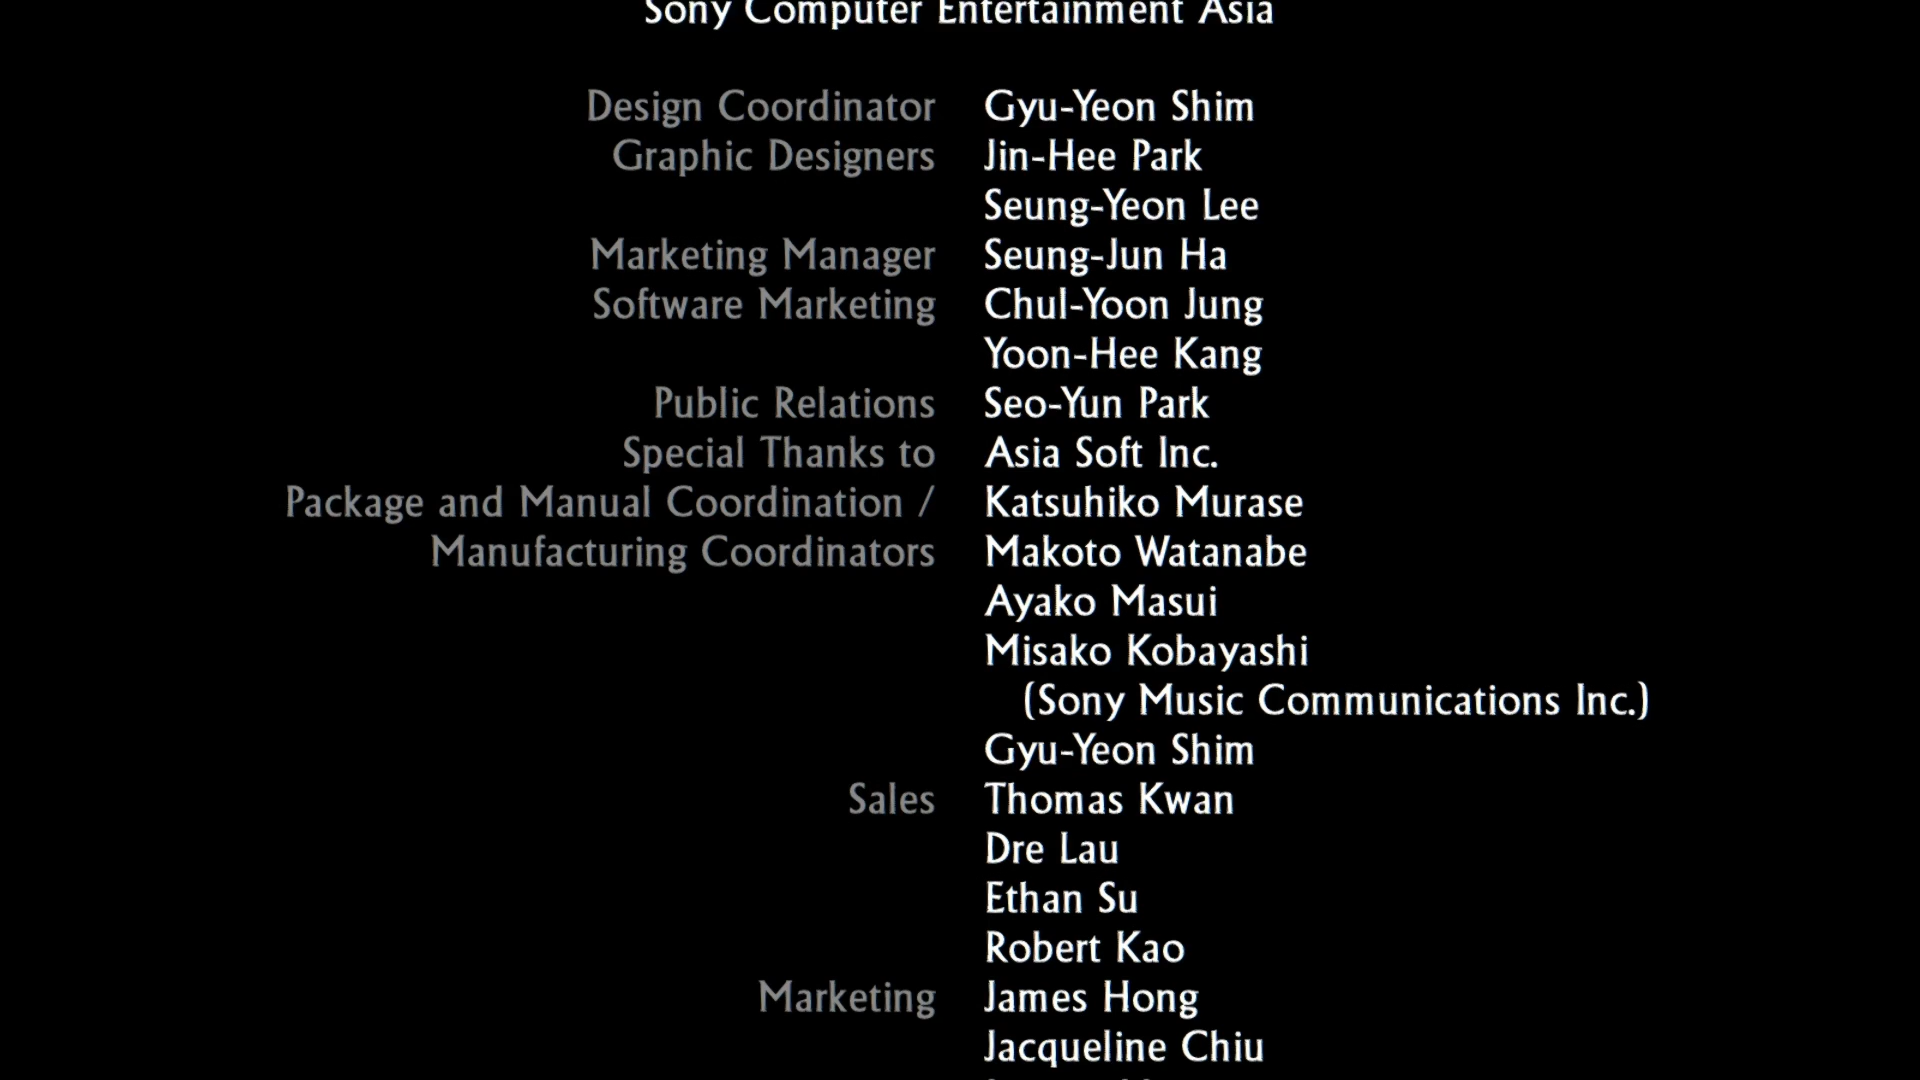 Sony Computer Entertainment Asia
Design Coordinator Gyu-Yeon Shim
Graphic Designers Jin-Hee Park
Seung-Yeon Lee
Marketing Manager Seung-Jun Ha
Software Marketing Chul-Yoon Jung
Yoon-Hee Kang
Public Relations Seo-Yun Park
Special Thanks to Asia Soft Inc.
Package and Manual Coordination / Katsuhiko Murase
Manufacturing Coordinators Makoto Watanabe
Ayako Masui
Misako Kobayashi
(Sony Music Communications Inc.)
Gyu-Yeon Shim
Sales Thomas Kwan
Dre Lau
Ethan Su
Robert Kao
Marketing James Hong
Jacqueline Chiu